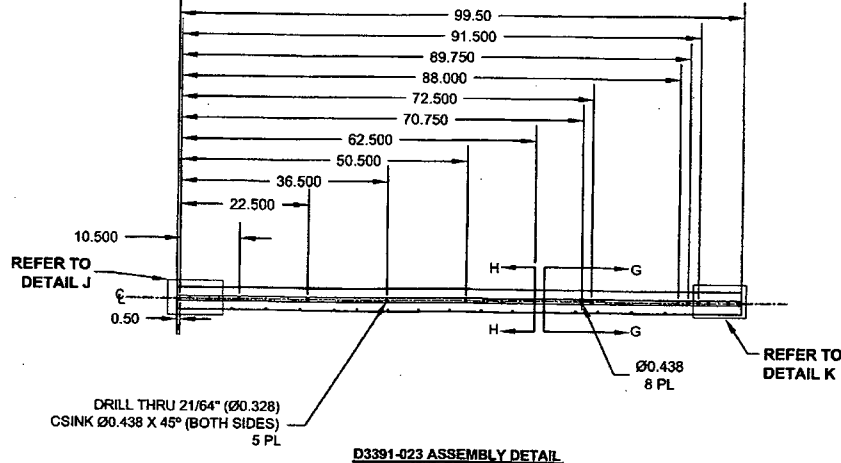 99.50
91.500
89.750
88.000
72.500
70.750
62.500
50.500
36.500
22.500
10.500
REFER TO
DETAIL J
H
G
℄
0.50
H
G
REFER TO
DETAIL K
Ø0.438
8 PL
DRILL THRU 21/64" (Ø0.328)
CSINK Ø0.438 X 45° (BOTH SIDES)
5 PL
D3391-023 ASSEMBLY DETAIL